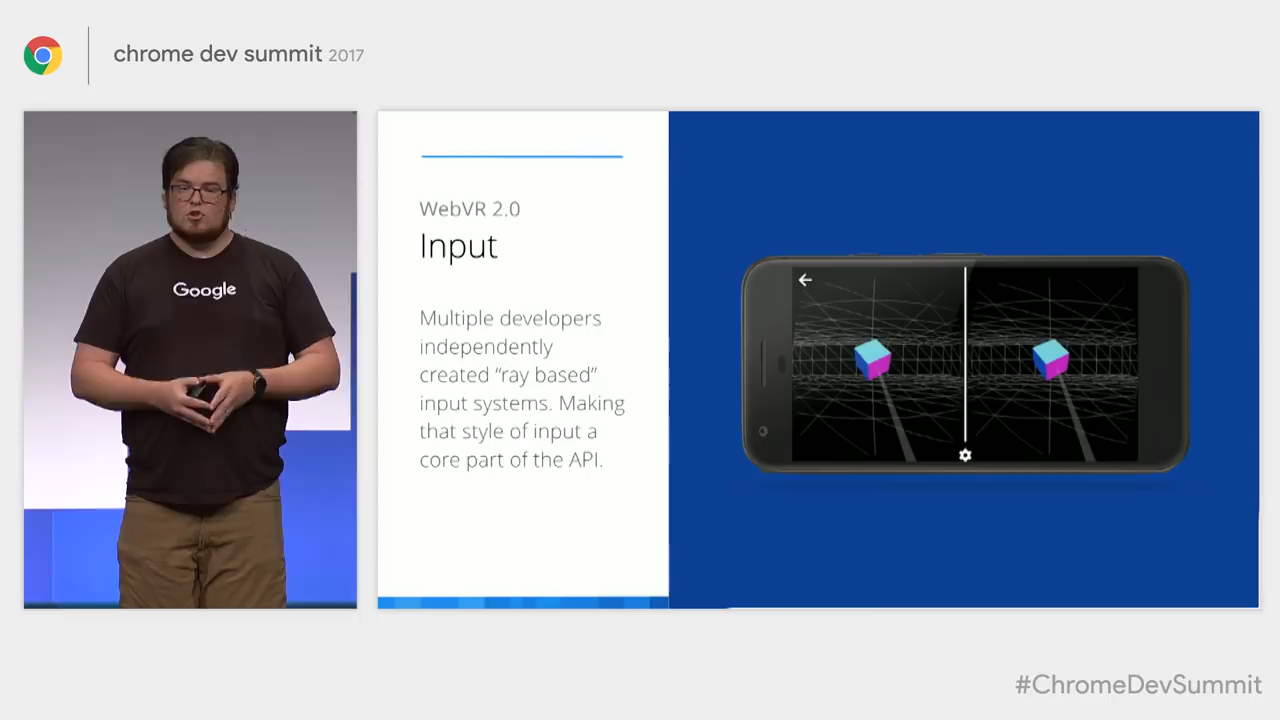 chrome dev summit 2017
Google
WebVR 2.0
Input
Multiple developers
independently
created “ray based”
input systems. Making
that style of input a
core part of the API.
#ChromeDevSummit